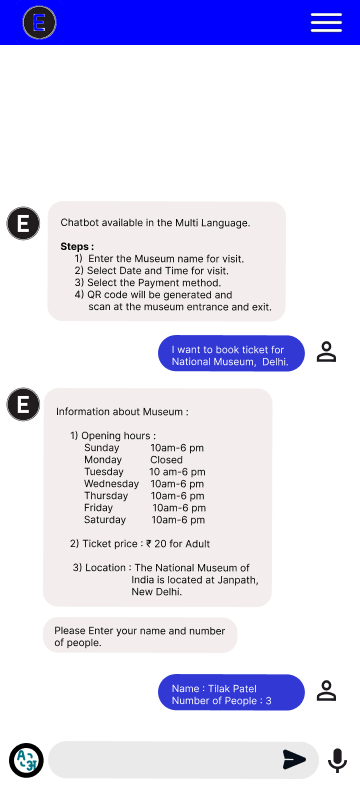 E
E
Chatbot available in the Multi Language.
Steps :
1) Enter the Museum name for visit.
2) Select Date and Time for visit.
3) Select the Payment method.
4) QR code will be generated and
scan at the museum entrance and exit.
I want to book ticket for
National Museum, Delhi.
E
Information about Museum :
1) Opening hours :
Sunday 10am-6 pm
Monday Closed
Tuesday 10 am-6 pm
Wednesday 10am-6 pm
Thursday 10am-6 pm
Friday 10am-6 pm
Saturday 10am-6 pm
2) Ticket price : ₹ 20 for Adult
3) Location : The National Museum of
India is located at Janpath,
New Delhi.
Please Enter your name and number
of people.
Name : Tilak Patel
Number of People : 3
A
अ